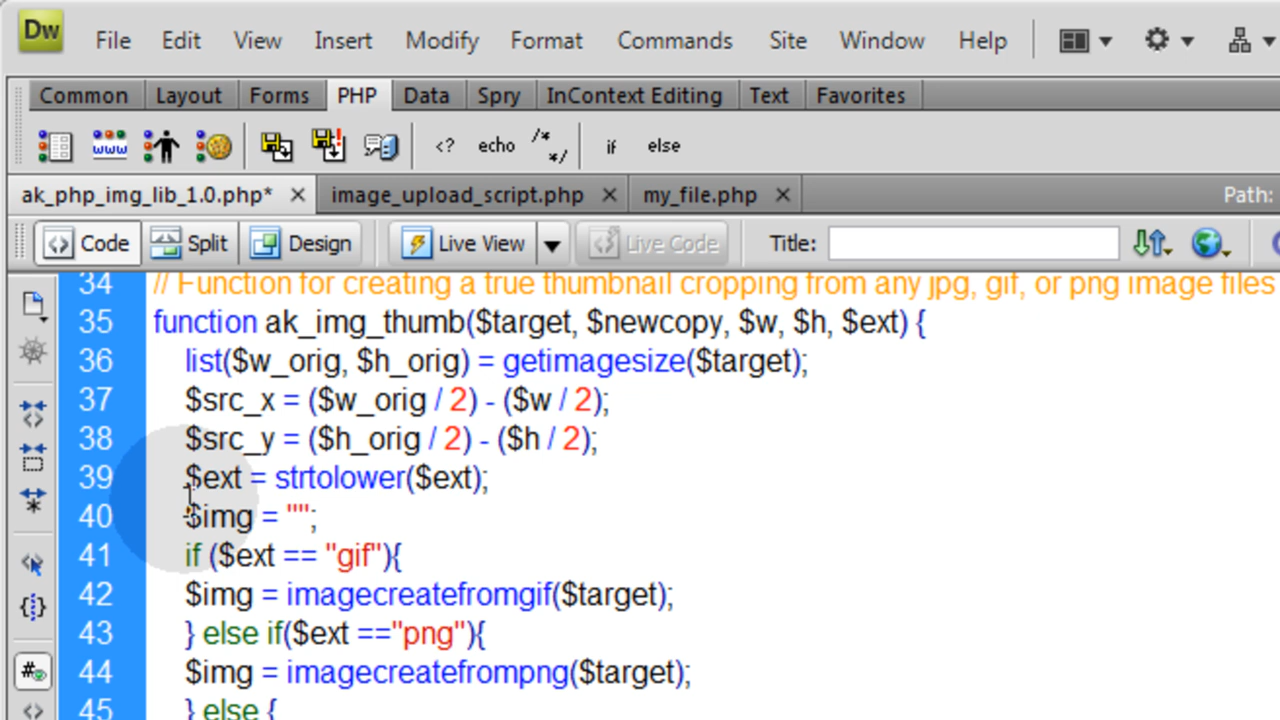 Dw File Edit View Insert Modify Format Commands Site Window Help
Common Layout Forms PHP Data Spry InContext Editing Text Favorites
www <? echo /* */ if else
ak_php_img_lib_1.0.php* image_upload_script.php my_file.php Path:
Code Split Design Live View Live Code Title:
34 // Function for creating a true thumbnail cropping from any jpg, gif, or png image files
35 function ak_img_thumb($target, $newcopy, $w, $h, $ext) {
36 list($w_orig, $h_orig) = getimagesize($target);
37 $src_x = ($w_orig / 2) - ($w / 2);
38 $src_y = ($h_orig / 2) - ($h / 2);
39 $ext = strtolower($ext);
40 $img = "";
41 if ($ext == "gif"){
42 $img = imagecreatefromgif($target);
43 } else if($ext =="png"){
44 $img = imagecreatefrompng($target);
45 } else {